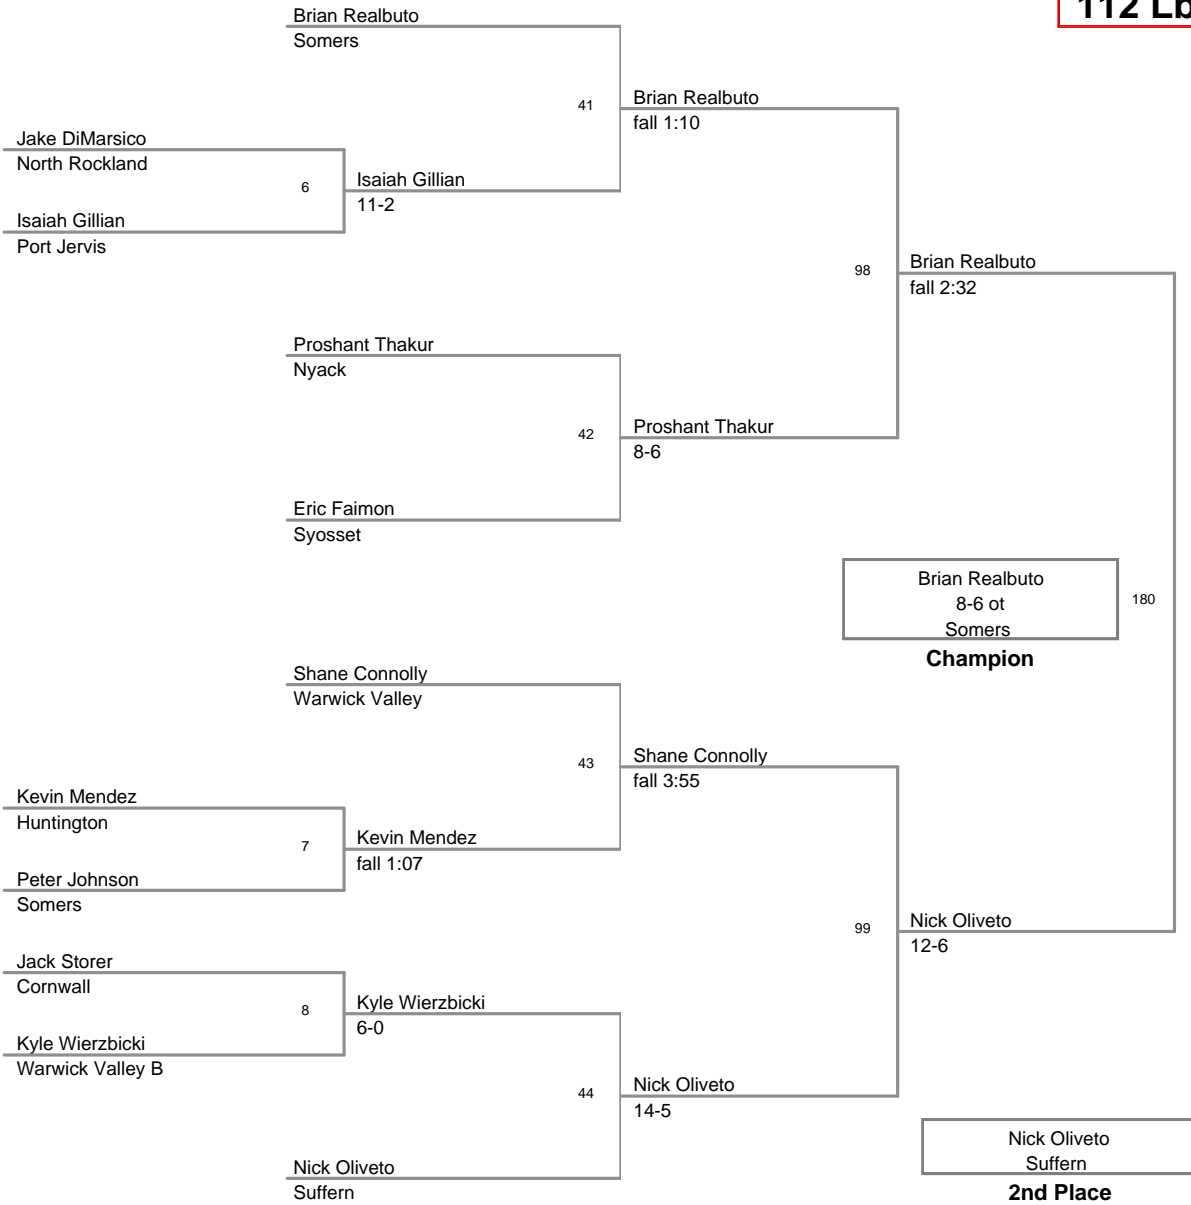 112 Lb
Brian Realbuto
Somers
41
Brian Realbuto
fall 1:10
Jake DiMarsico
North Rockland
6
Isaiah Gillian
11-2
Isaiah Gillian
Port Jervis
98
Brian Realbuto
fall 2:32
Proshant Thakur
Nyack
42
Proshant Thakur
8-6
Eric Faimon
Syosset
Brian Realbuto
8-6 ot
Somers
180
Champion
Shane Connolly
Warwick Valley
43
Shane Connolly
fall 3:55
Kevin Mendez
Huntington
7
Kevin Mendez
fall 1:07
Peter Johnson
Somers
99
Nick Oliveto
12-6
Jack Storer
Cornwall
8
Kyle Wierzbicki
6-0
Kyle Wierzbicki
Warwick Valley B
44
Nick Oliveto
14-5
Nick Oliveto
Suffern
Nick Oliveto
Suffern
2nd Place